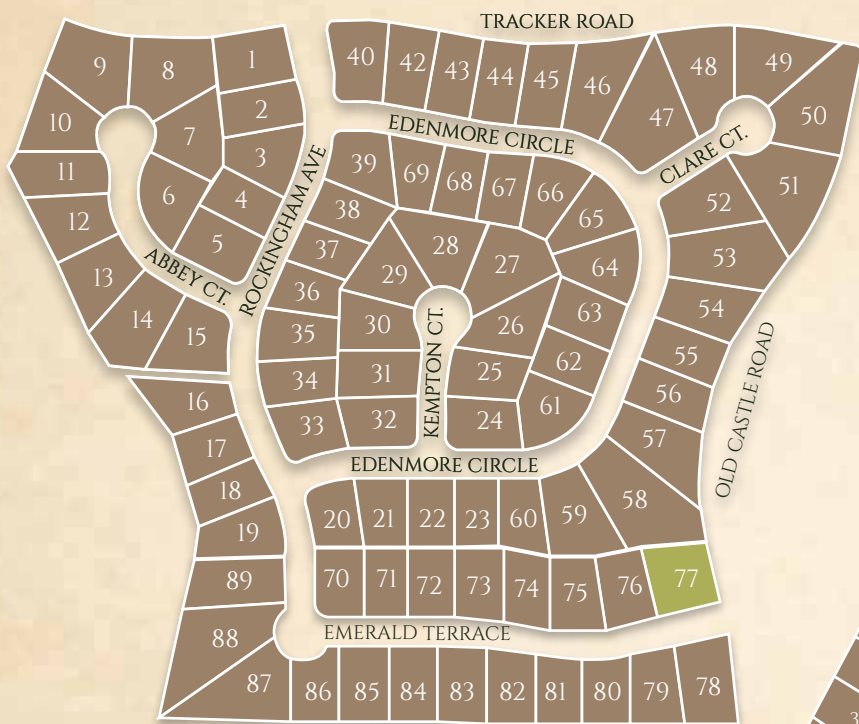 TRACKER ROAD
40 42 43 44 45 46 47 48 49 50 51
9 8 1
10 7 2
11 6 3
12 5 4
13 14 15
ABBEY CT.
ROCKINGHAM AVE
EDENMORE CIRCLE
CLARE CT.
39 69 68 67 66 65 64 63 62 61
38 37 36 35 34 33
28 29 27 30 26 31 25 32 24
KEMPTON CT.
52 53 54 55 56 57 58
OLD CASTLE ROAD
EDENMORE CIRCLE
16 17 18 19 89 88 87
20 21 22 23 60 59
70 71 72 73 74 75 76 77
EMERALD TERRACE
86 85 84 83 82 81 80 79 78